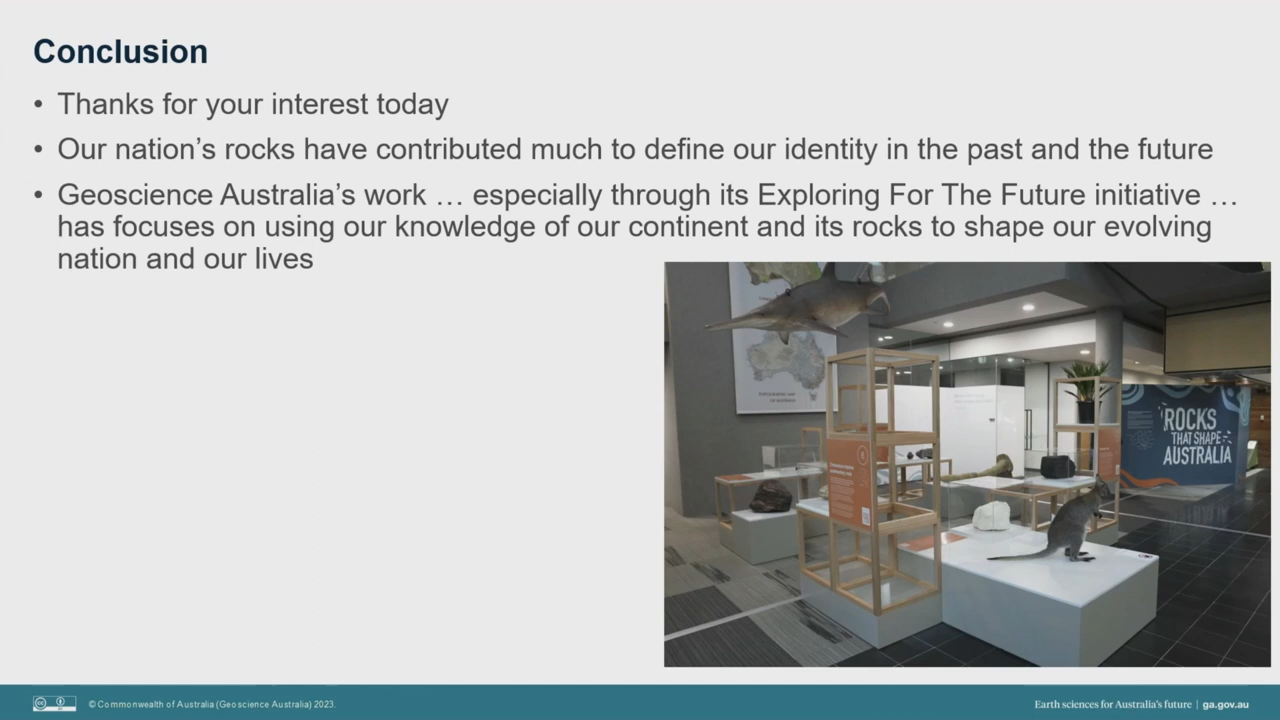 Conclusion
• Thanks for your interest today
• Our nation’s rocks have contributed much to define our identity in the past and the future
• Geoscience Australia’s work … especially through its Exploring For The Future initiative …
has focuses on using our knowledge of our continent and its rocks to shape our evolving
nation and our lives
ROCKS
THAT SHAPE
AUSTRALIA
© Commonwealth of Australia (Geoscience Australia) 2023.
Earth sciences for Australia’s future | ga.gov.au